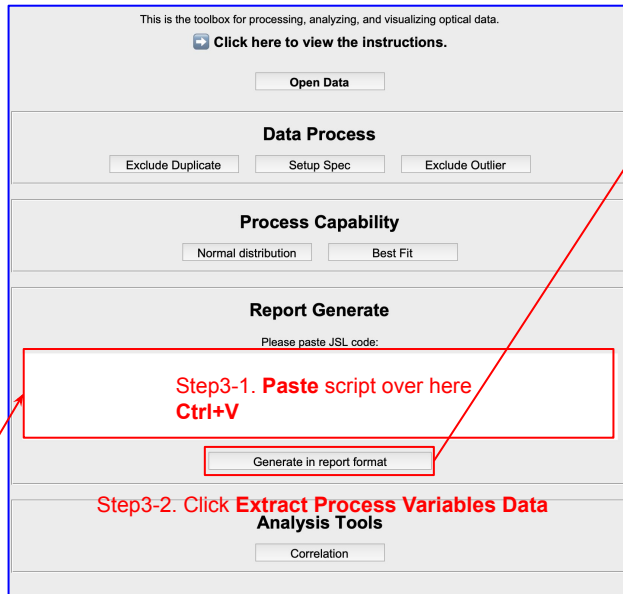 This is the toolbox for processing, analyzing, and visualizing optical data.
➡️ Click here to view the instructions.
Open Data
Data Process
Exclude Duplicate Setup Spec Exclude Outlier
Process Capability
Normal distribution Best Fit
Report Generate
Please paste JSL code:
Step3-1. Paste script over here
Ctrl+V
Generate in report format
Step3-2. Click Extract Process Variables Data
Analysis Tools
Correlation